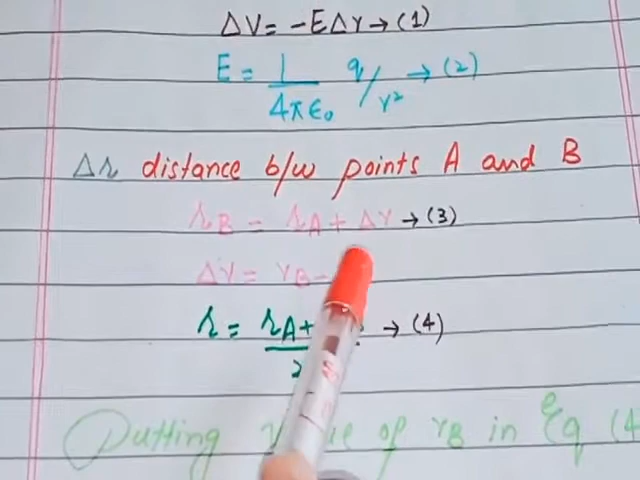 ΔV = -EΔr → (1)
E = 1/4πε₀ q/r² → (2)
Δr distance b/w points A and B
rB = rA + Δr → (3)
Δr = rB -
r = rA+ → (4)
2
Putting of rB in Eq (4